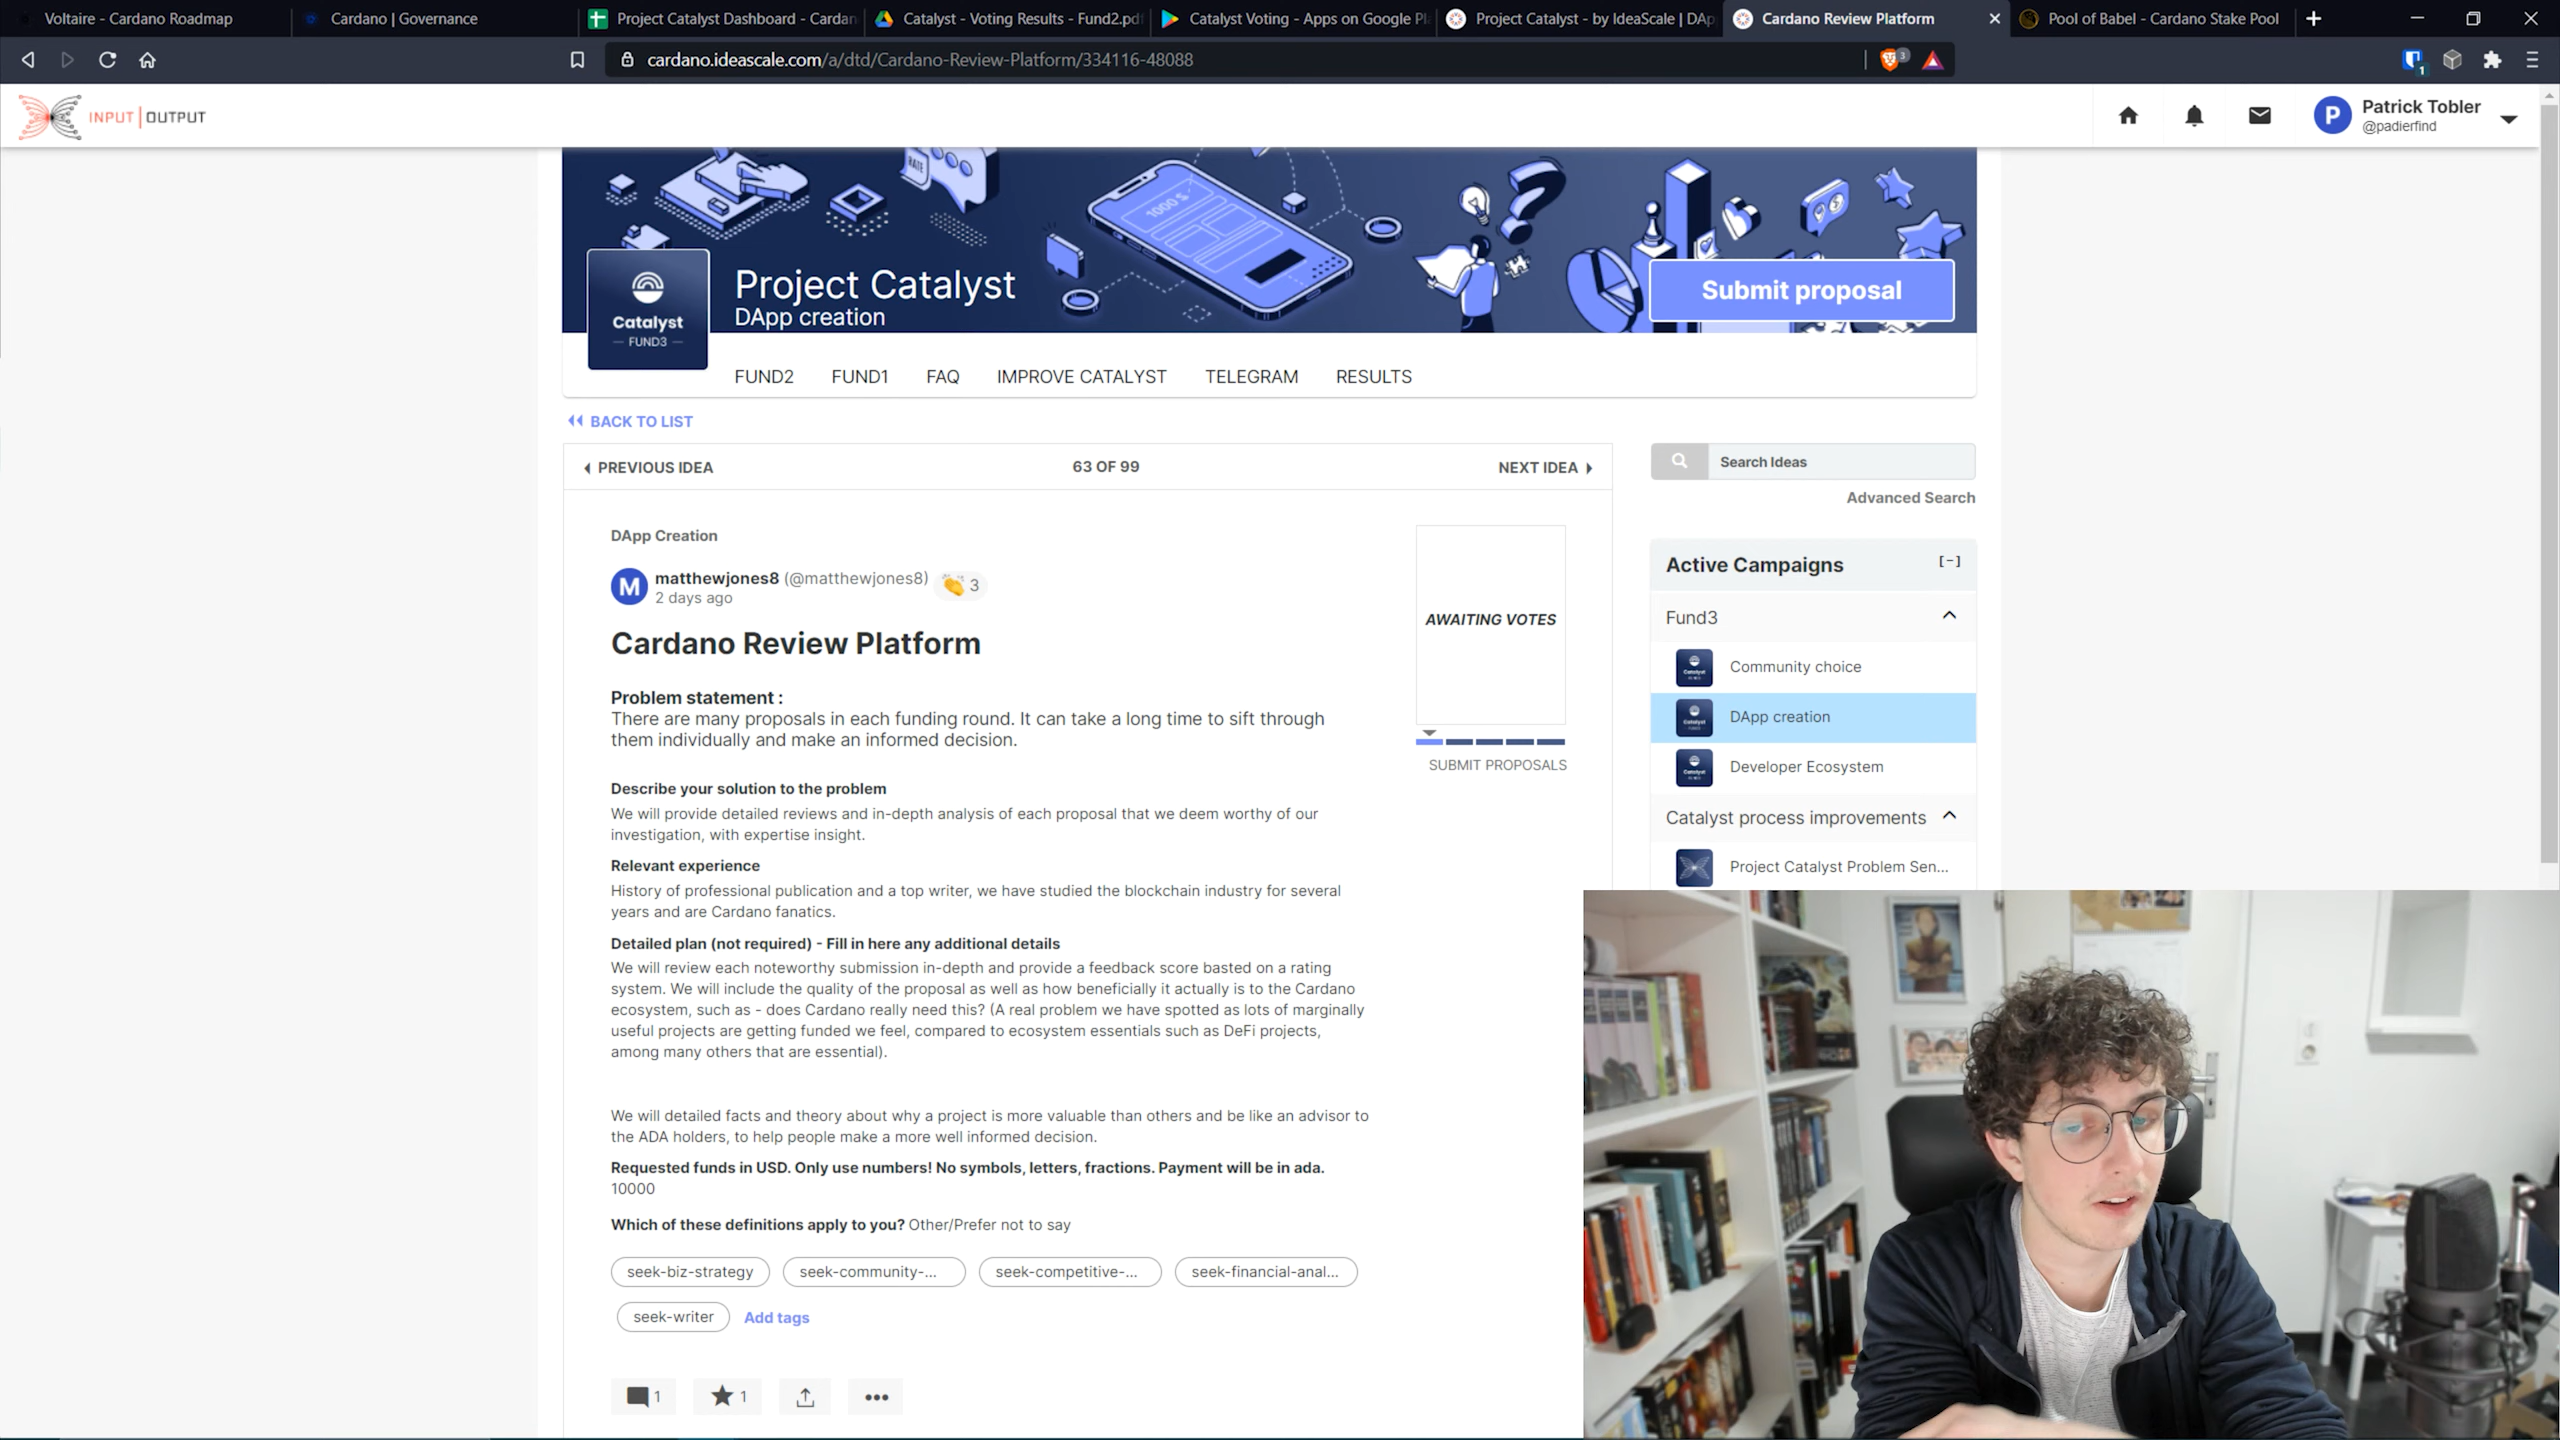 Voltaire - Cardano Roadmap
Cardano | Governance
Project Catalyst Dashboard - Cardan
Catalyst - Voting Results - Fund2.pdf
Catalyst Voting - Apps on Google Pl
Project Catalyst - by IdeaScale | DAp
Cardano Review Platform
Pool of Babel - Cardano Stake Pool
cardano.ideascale.com/a/dtd/Cardano-Review-Platform/334116-48088
3
1
INPUT | OUTPUT
P
Patrick Tobler
@padierfind
RATE
1000 $
Project Catalyst
DApp creation
Submit proposal
Catalyst
— FUND3 —
FUND2 FUND1 FAQ IMPROVE CATALYST TELEGRAM RESULTS
BACK TO LIST
PREVIOUS IDEA
63 OF 99
NEXT IDEA
Search Ideas
Advanced Search
DApp Creation
M
matthewjones8 (@matthewjones8) 3
2 days ago
AWAITING VOTES
SUBMIT PROPOSALS
Cardano Review Platform
Problem statement :
There are many proposals in each funding round. It can take a long time to sift through
them individually and make an informed decision.
Describe your solution to the problem
We will provide detailed reviews and in-depth analysis of each proposal that we deem worthy of our
investigation, with expertise insight.
Relevant experience
History of professional publication and a top writer, we have studied the blockchain industry for several
years and are Cardano fanatics.
Detailed plan (not required) - Fill in here any additional details
We will review each noteworthy submission in-depth and provide a feedback score basted on a rating
system. We will include the quality of the proposal as well as how beneficially it actually is to the Cardano
ecosystem, such as - does Cardano really need this? (A real problem we have spotted as lots of marginally
useful projects are getting funded we feel, compared to ecosystem essentials such as DeFi projects,
among many others that are essential).
We will detailed facts and theory about why a project is more valuable than others and be like an advisor to
the ADA holders, to help people make a more well informed decision.
Requested funds in USD. Only use numbers! No symbols, letters, fractions. Payment will be in ada.
10000
Which of these definitions apply to you? Other/Prefer not to say
seek-biz-strategy
seek-community-...
seek-competitive-...
seek-financial-anal...
seek-writer
Add tags
1
1
Active Campaigns
[-]
Fund3
Community choice
DApp creation
Developer Ecosystem
Catalyst process improvements
Project Catalyst Problem Sen...